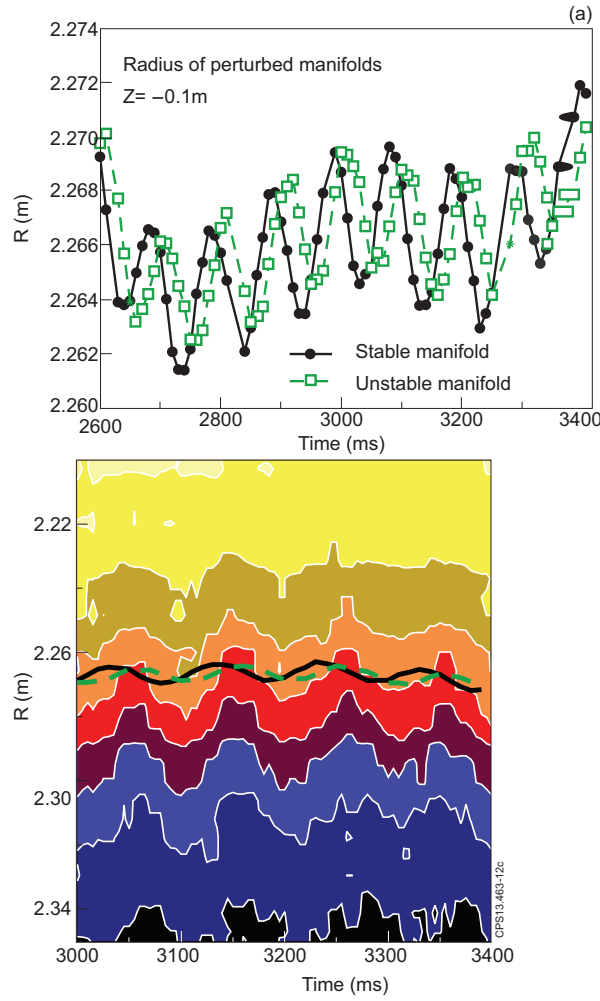 (a)
2.274
2.272
2.270
2.268
2.266
2.264
2.262
2.260
R (m)
Radius of perturbed manifolds
Z= −0.1m
Stable manifold
Unstable manifold
2600 2800 3000 3200 3400
Time (ms)
2.22
2.26
2.30
2.34
R (m)
CPS13.463-12c
3000 3100 3200 3300 3400
Time (ms)